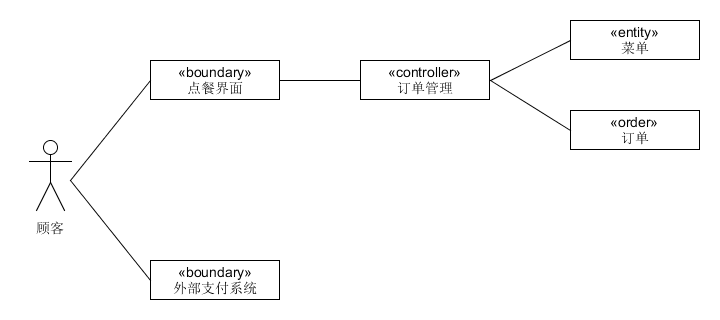 «entity»
菜单
«boundary»
点餐界面
«controller»
订单管理
«order»
订单
顾客
«boundary»
外部支付系统